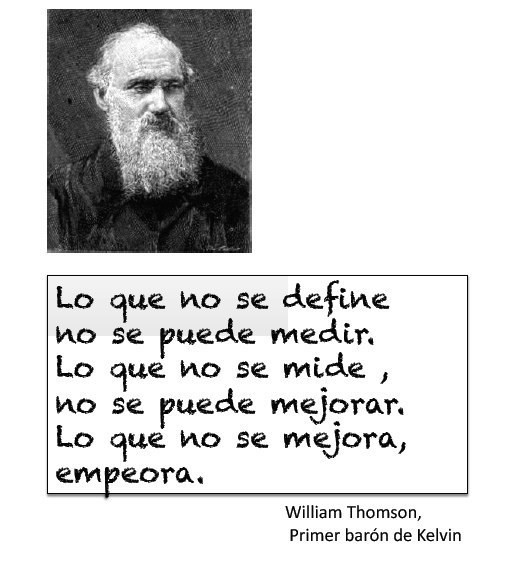 Lo que no se define
no se puede medir.
Lo que no se mide ,
no se puede mejorar.
Lo que no se mejora,
empeora.
William Thomson,
Primer barón de Kelvin